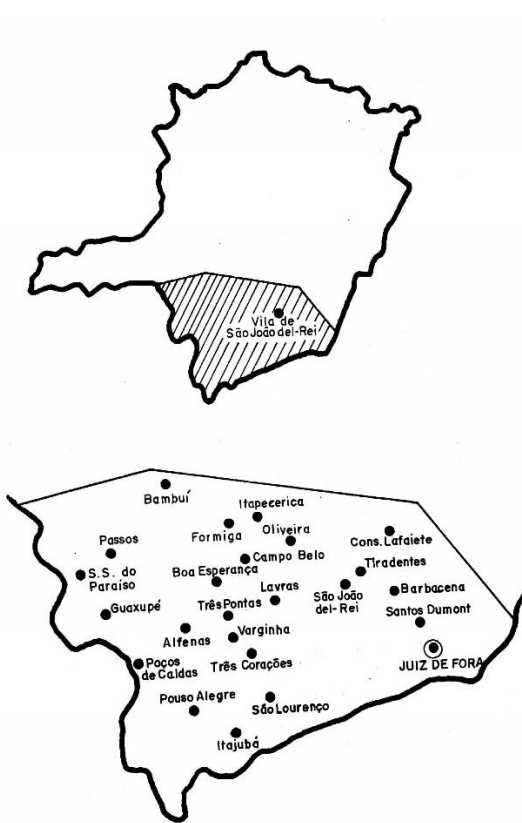 Vila de
São João del-Rei
Bambuí
Itapecerica
Formiga
Oliveira
Cons. Lafaiete
Passos
Campo Belo
Tiradentes
S.S. do
Paraiso
Boa Esperança
Lavras
São João
del- Rei
Barbacena
Guaxupé
Três Pontas
Santos Dumont
Alfenas
Varginha
Poços
de Caldas
Três Corações
JUIZ DE FORA
Pouso Alegre
São Lourenço
Itajubá